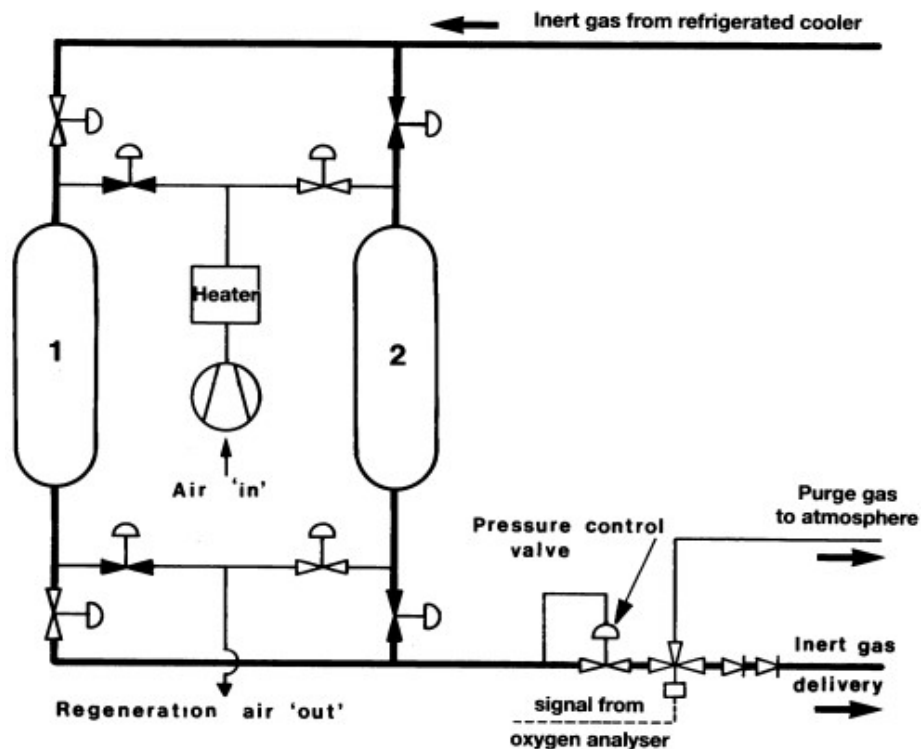 Inert gas from refrigerated cooler
Heater
1
2
Air 'in'
Purge gas
to atmosphere
Pressure control
valve
Inert gas
delivery
Regeneration air 'out'
signal from
oxygen analyser